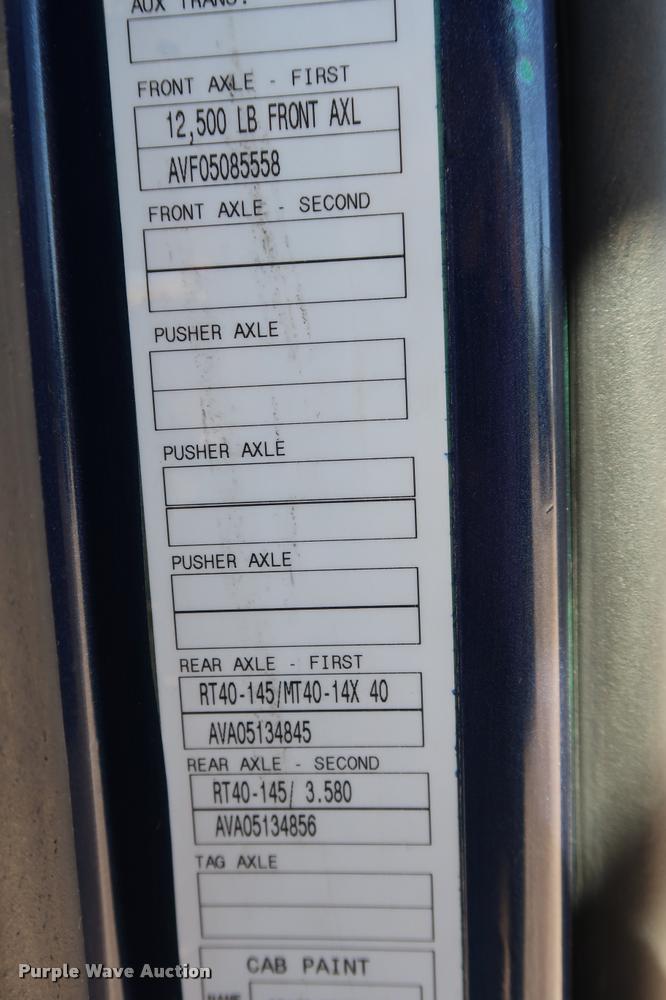 AUX TRANS.
FRONT AXLE - FIRST
12,500 LB FRONT AXL
AVF05085558
FRONT AXLE - SECOND
PUSHER AXLE
PUSHER AXLE
PUSHER AXLE
REAR AXLE - FIRST
RT40-145/MT40-14X 40
AVA05134845
REAR AXLE - SECOND
RT40-145/ 3.580
AVA05134856
TAG AXLE
CAB PAINT
Purple Wave Auction